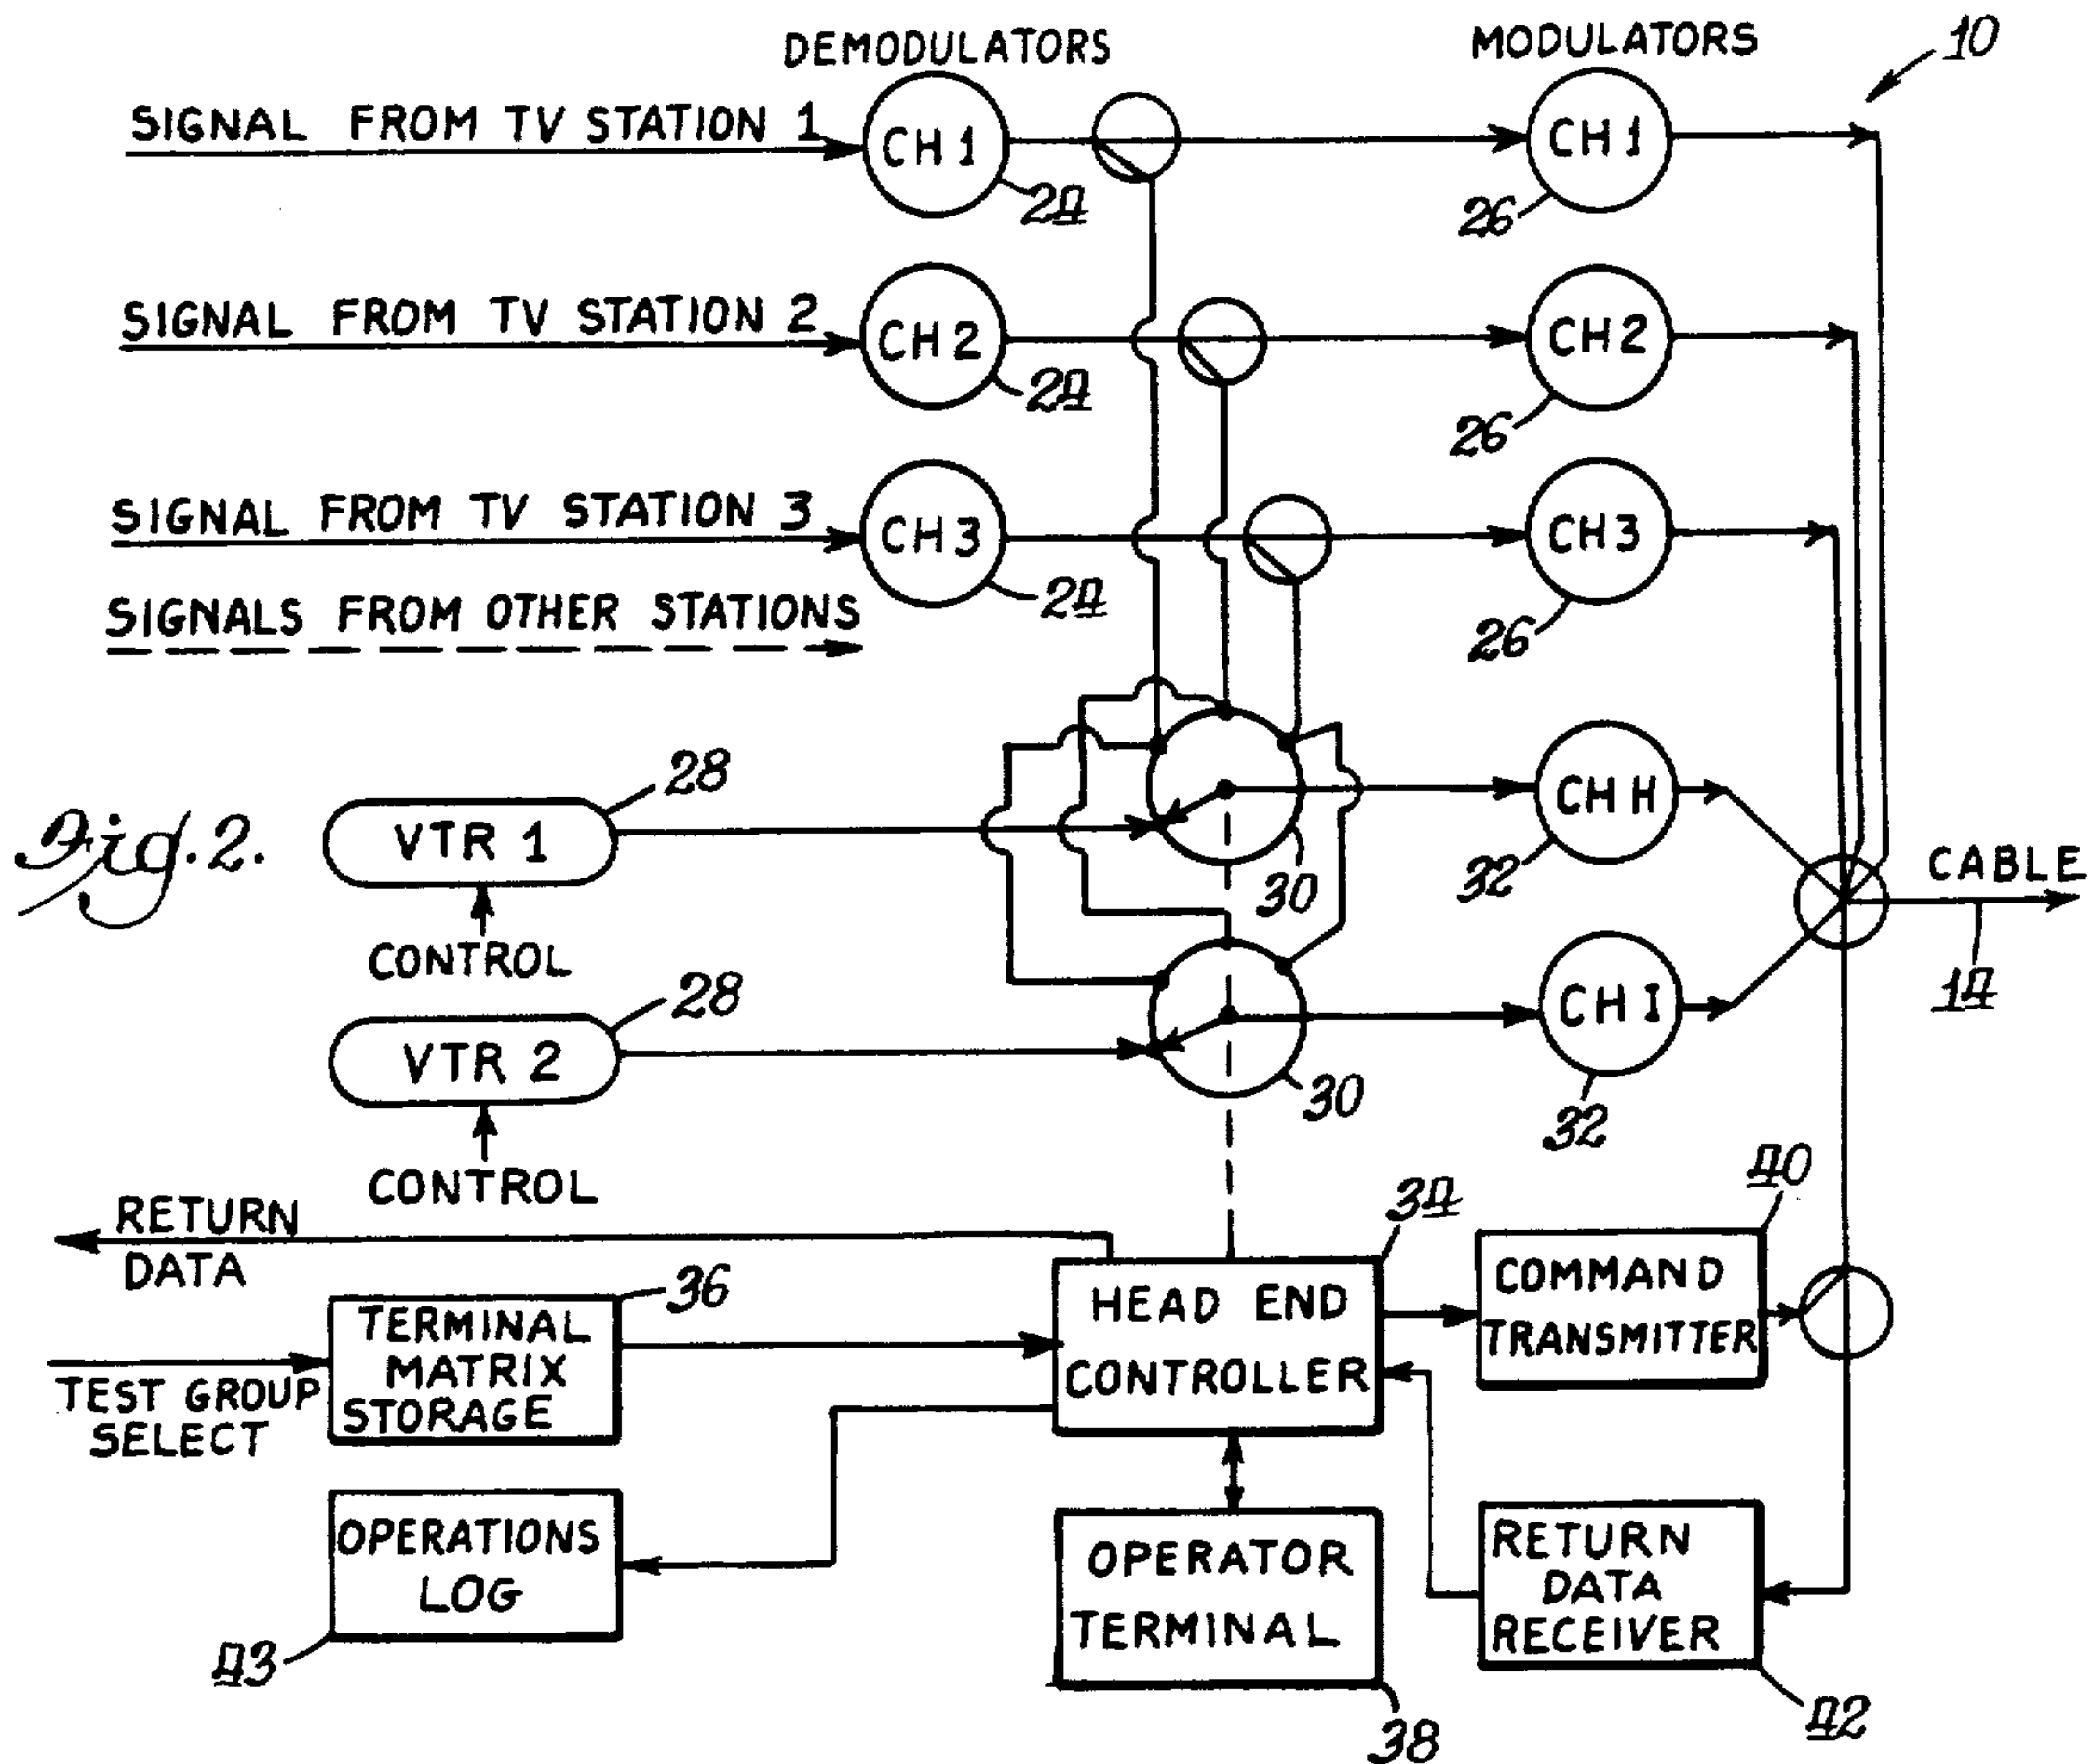 DEMODULATORS
MODULATORS
10
SIGNAL FROM TV STATION 1
CH 1
24
CH 1
26
SIGNAL FROM TV STATION 2
CH 2
24
CH 2
26
SIGNAL FROM TV STATION 3
CH 3
24
CH 3
26
SIGNALS FROM OTHER STATIONS
Fig. 2.
VTR 1
28
CONTROL
30
CH H
32
CABLE
14
VTR 2
28
CONTROL
30
CH I
32
RETURN
DATA
TEST GROUP
SELECT
TERMINAL
MATRIX
STORAGE
36
HEAD END
CONTROLLER
34
COMMAND
TRANSMITTER
40
OPERATIONS
LOG
43
OPERATOR
TERMINAL
38
RETURN
DATA
RECEIVER
42